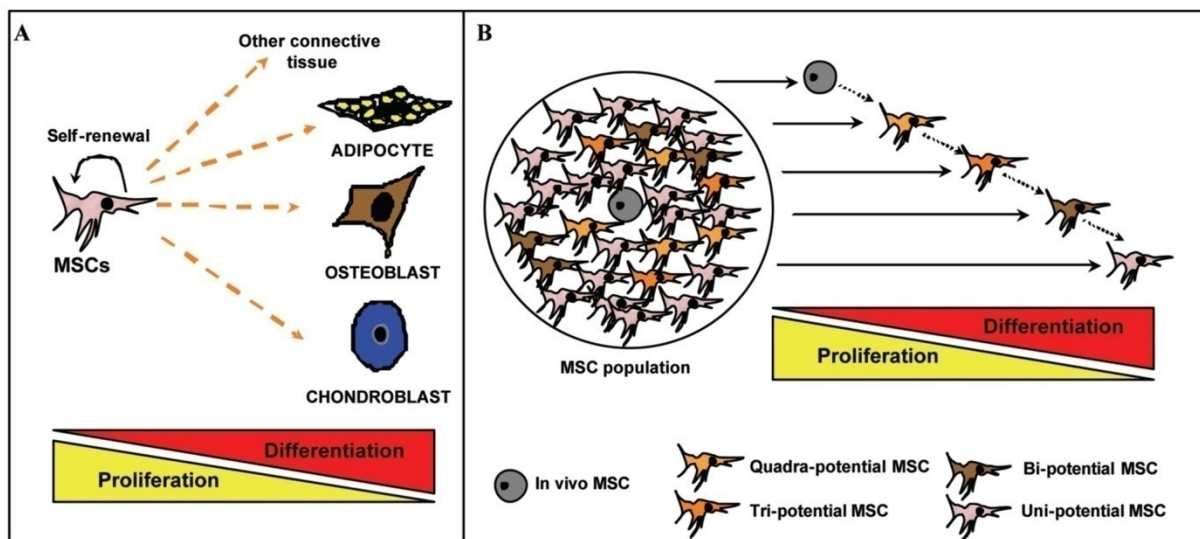 A
Other connective
tissue
Self-renewal
ADIPOCYTE
MSCs
OSTEOBLAST
CHONDROBLAST
Differentiation
Proliferation
B
MSC population
Differentiation
Proliferation
In vivo MSC
Quadra-potential MSC
Bi-potential MSC
Tri-potential MSC
Uni-potential MSC